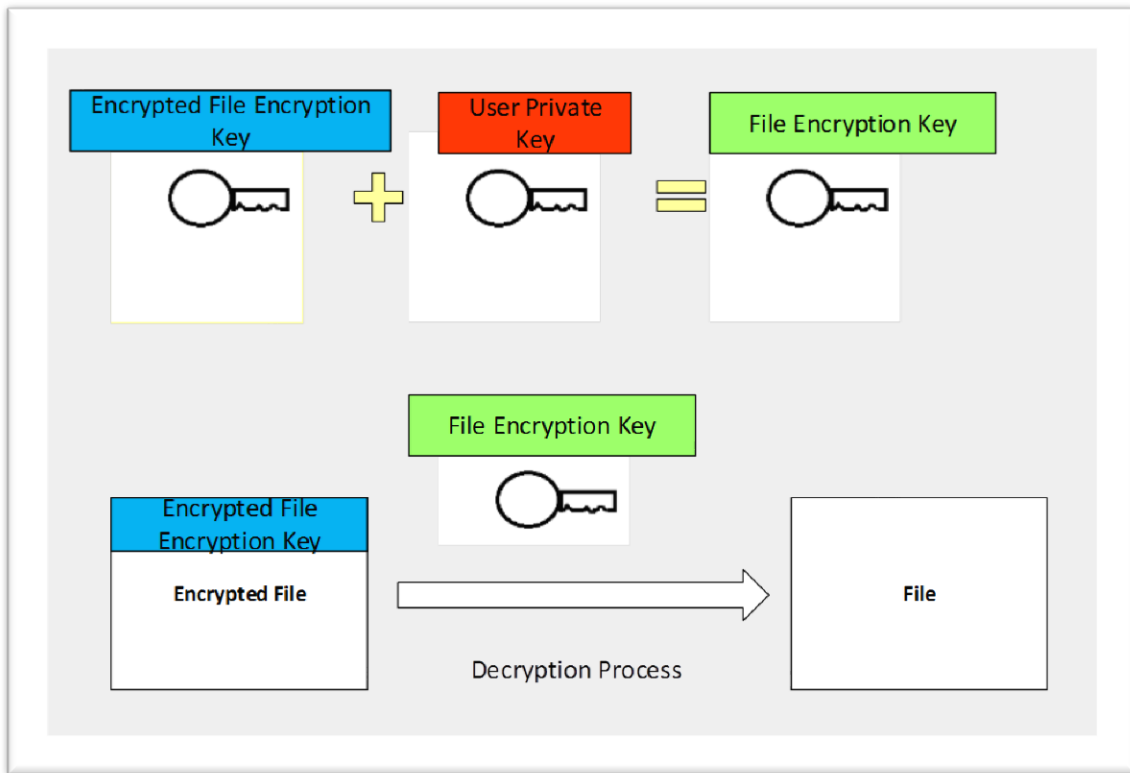 Encrypted File Encryption
Key
User Private
Key
File Encryption Key
File Encryption Key
Encrypted File
Encryption Key
Encrypted File
File
Decryption Process